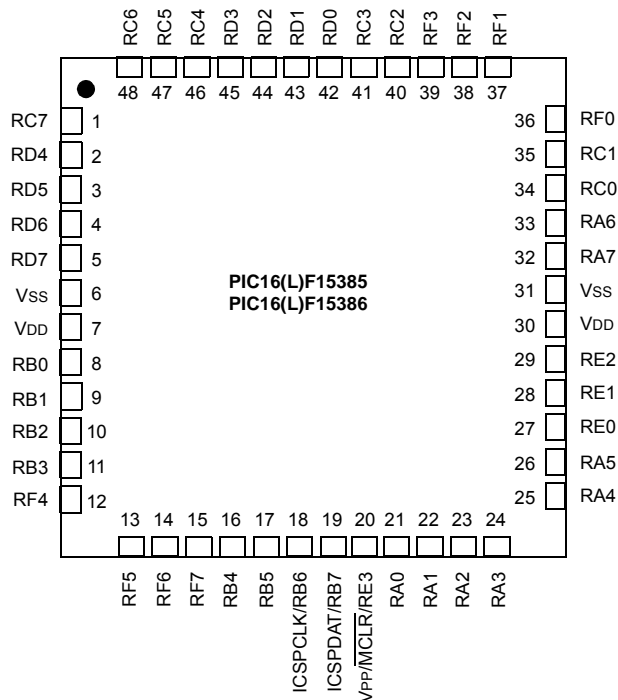 RC6 RC5 RC4 RD3 RD2 RD1 RD0 RC3 RC2 RF3 RF2 RF1
48 47 46 45 44 43 42 41 40 39 38 37
RC7 1 36 RF0
RD4 2 35 RC1
RD5 3 34 RC0
RD6 4 33 RA6
RD7 5 32 RA7
VSS 6 31 VSS
VDD 7 30 VDD
RB0 8 29 RE2
RB1 9 28 RE1
RB2 10 27 RE0
RB3 11 26 RA5
RF4 12 25 RA4
PIC16(L)F15385
PIC16(L)F15386
13 14 15 16 17 18 19 20 21 22 23 24
RF5 RF6 RF7 RB4 RB5 ICSPCLK/RB6 ICSPDAT/RB7 VPP/MCLR/RE3 RA0 RA1 RA2 RA3